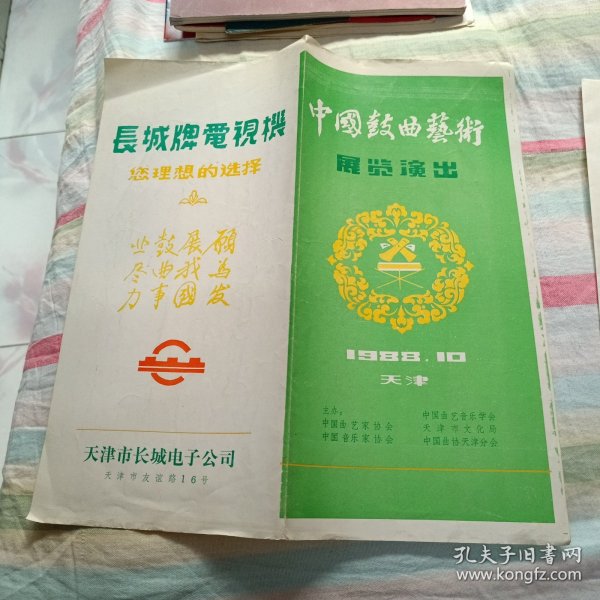 長城牌電視機
您理想的选择
願为发
展我國
鼓曲事
业尽力
天津市长城电子公司
天津市友谊路16号
中國鼓曲藝術
展览演出
1988.10
天津
主办:
中国曲艺家协会
中国音乐家协会
中国曲艺音乐学会
天津市文化局
中国曲协天津分会
孔夫子旧书网
www.kongfz.com